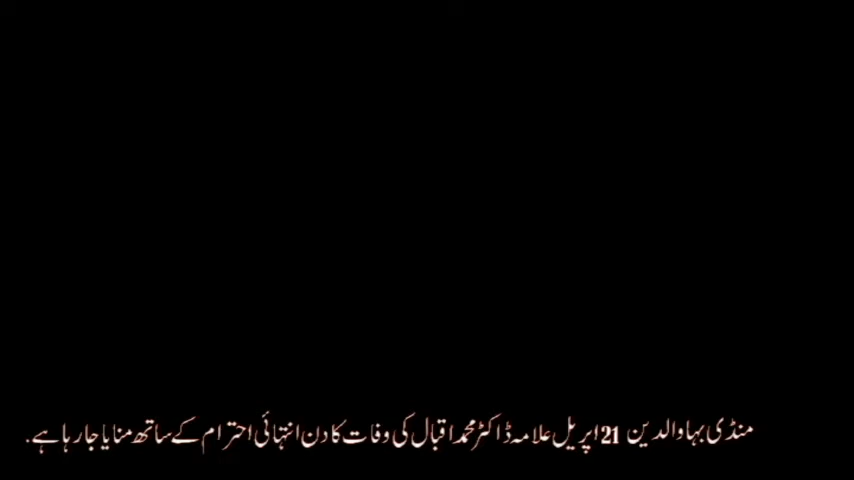 منڈی بہاوالدین 21 اپریل علامہ ڈاکٹر محمد اقبال کی وفات کا دن انتہائی احترام کے ساتھ منایا جا رہا ہے.